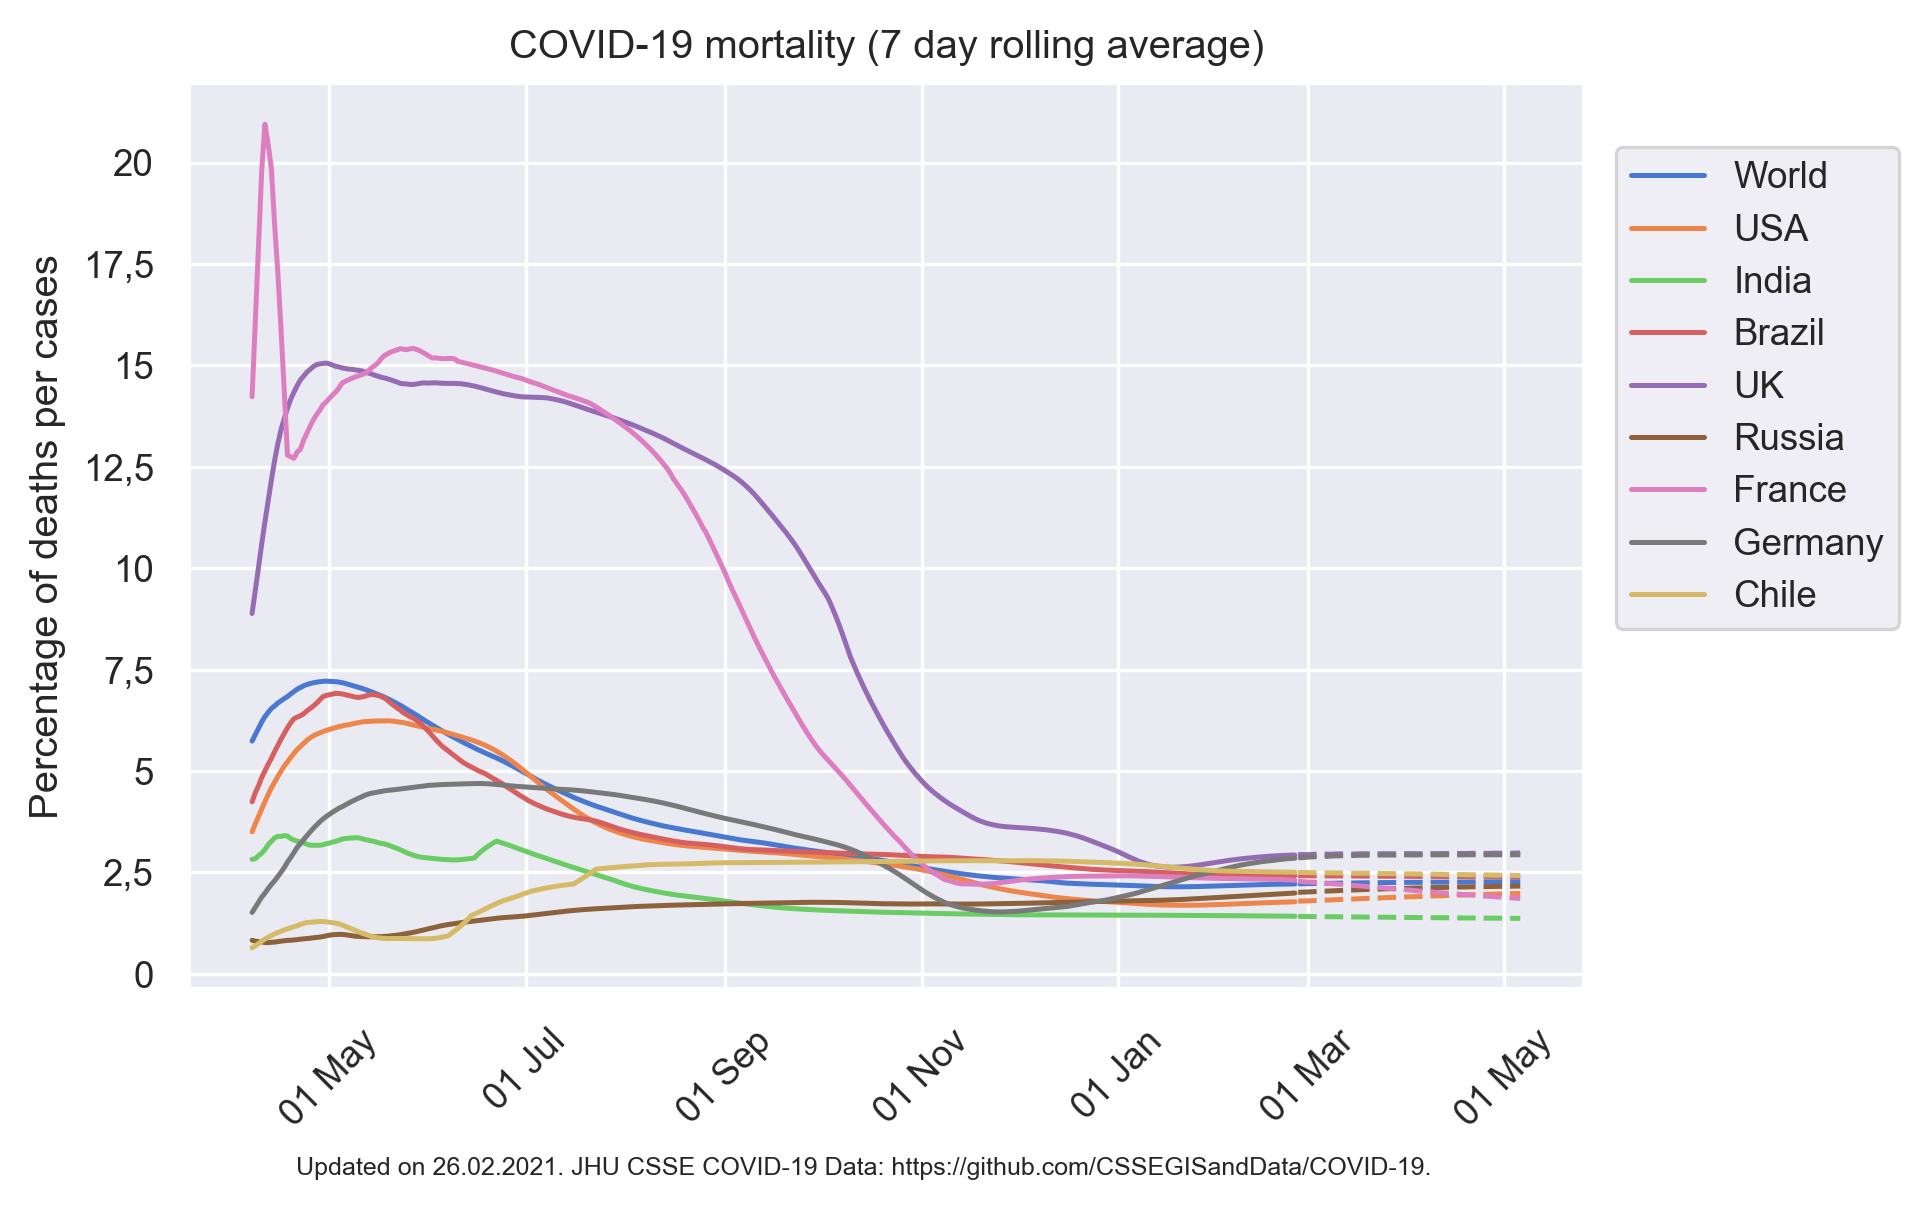 COVID-19 mortality (7 day rolling average)
Percentage of deaths per cases
20
17,5
15
12,5
10
7,5
5
2,5
0
01 May
01 Jul
01 Sep
01 Nov
01 Jan
01 Mar
01 May
World
USA
India
Brazil
UK
Russia
France
Germany
Chile
Updated on 26.02.2021. JHU CSSE COVID-19 Data: https://github.com/CSSEGISandData/COVID-19.